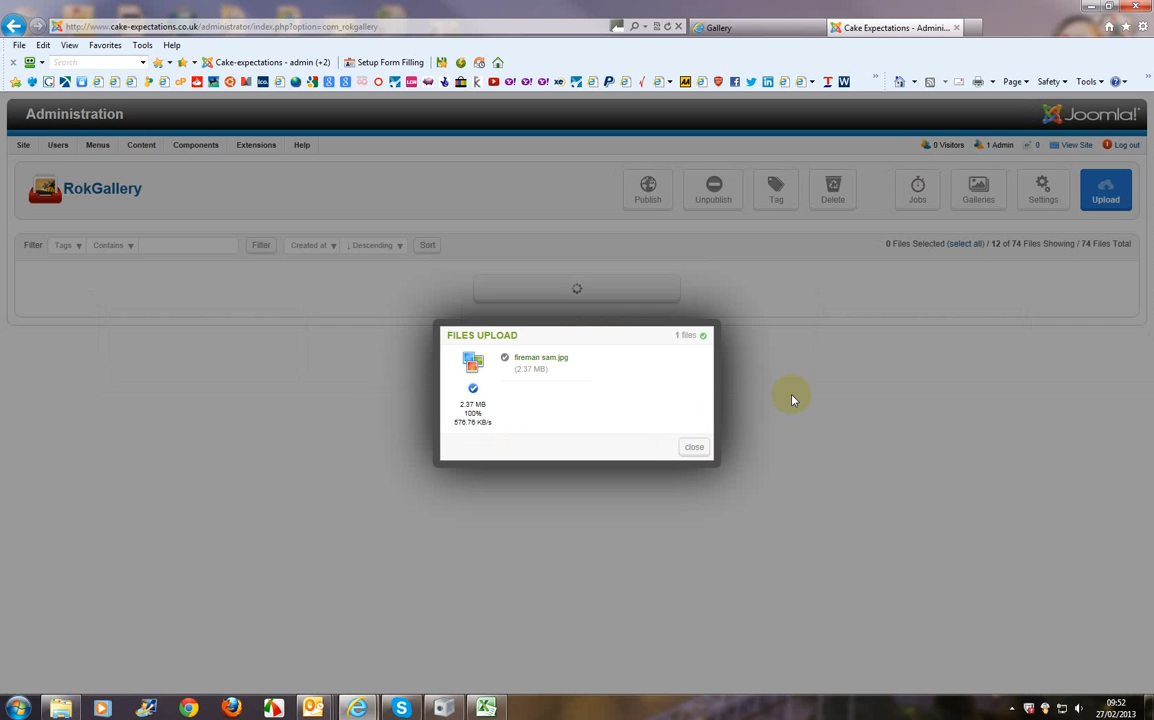 http://www.cake-expectations.co.uk/administrator/index.php?option=com_rokgallery
Gallery
Cake Expectations - Admini...
File Edit View Favorites Tools Help
Search
Cake-expectations - admin (+2)
Setup Form Filling
Page Safety Tools
Administration
Joomla!
Site Users Menus Content Components Extensions Help
0 Visitors 1 Admin 0 View Site Log out
RokGallery
Publish Unpublish Tag Delete Jobs Galleries Settings Upload
Filter Tags Contains Filter Created at ↓ Descending Sort
0 Files Selected (select all) / 12 of 74 Files Showing / 74 Files Total
FILES UPLOAD
1 files
fireman sam.jpg
(2.37 MB)
2.37 MB
100%
576.76 KB/s
close
09:52
27/02/2013